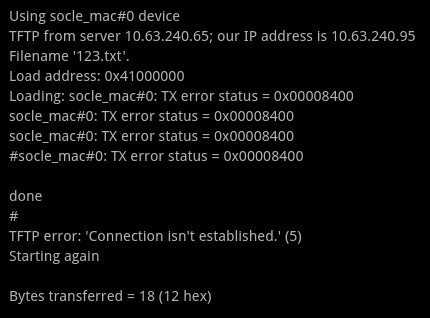 Using socle_mac#0 device
TFTP from server 10.63.240.65; our IP address is 10.63.240.95
Filename '123.txt'.
Load address: 0x41000000
Loading: socle_mac#0: TX error status = 0x00008400
socle_mac#0: TX error status = 0x00008400
socle_mac#0: TX error status = 0x00008400
#socle_mac#0: TX error status = 0x00008400
done
#
TFTP error: 'Connection isn't established.' (5)
Starting again
Bytes transferred = 18 (12 hex)